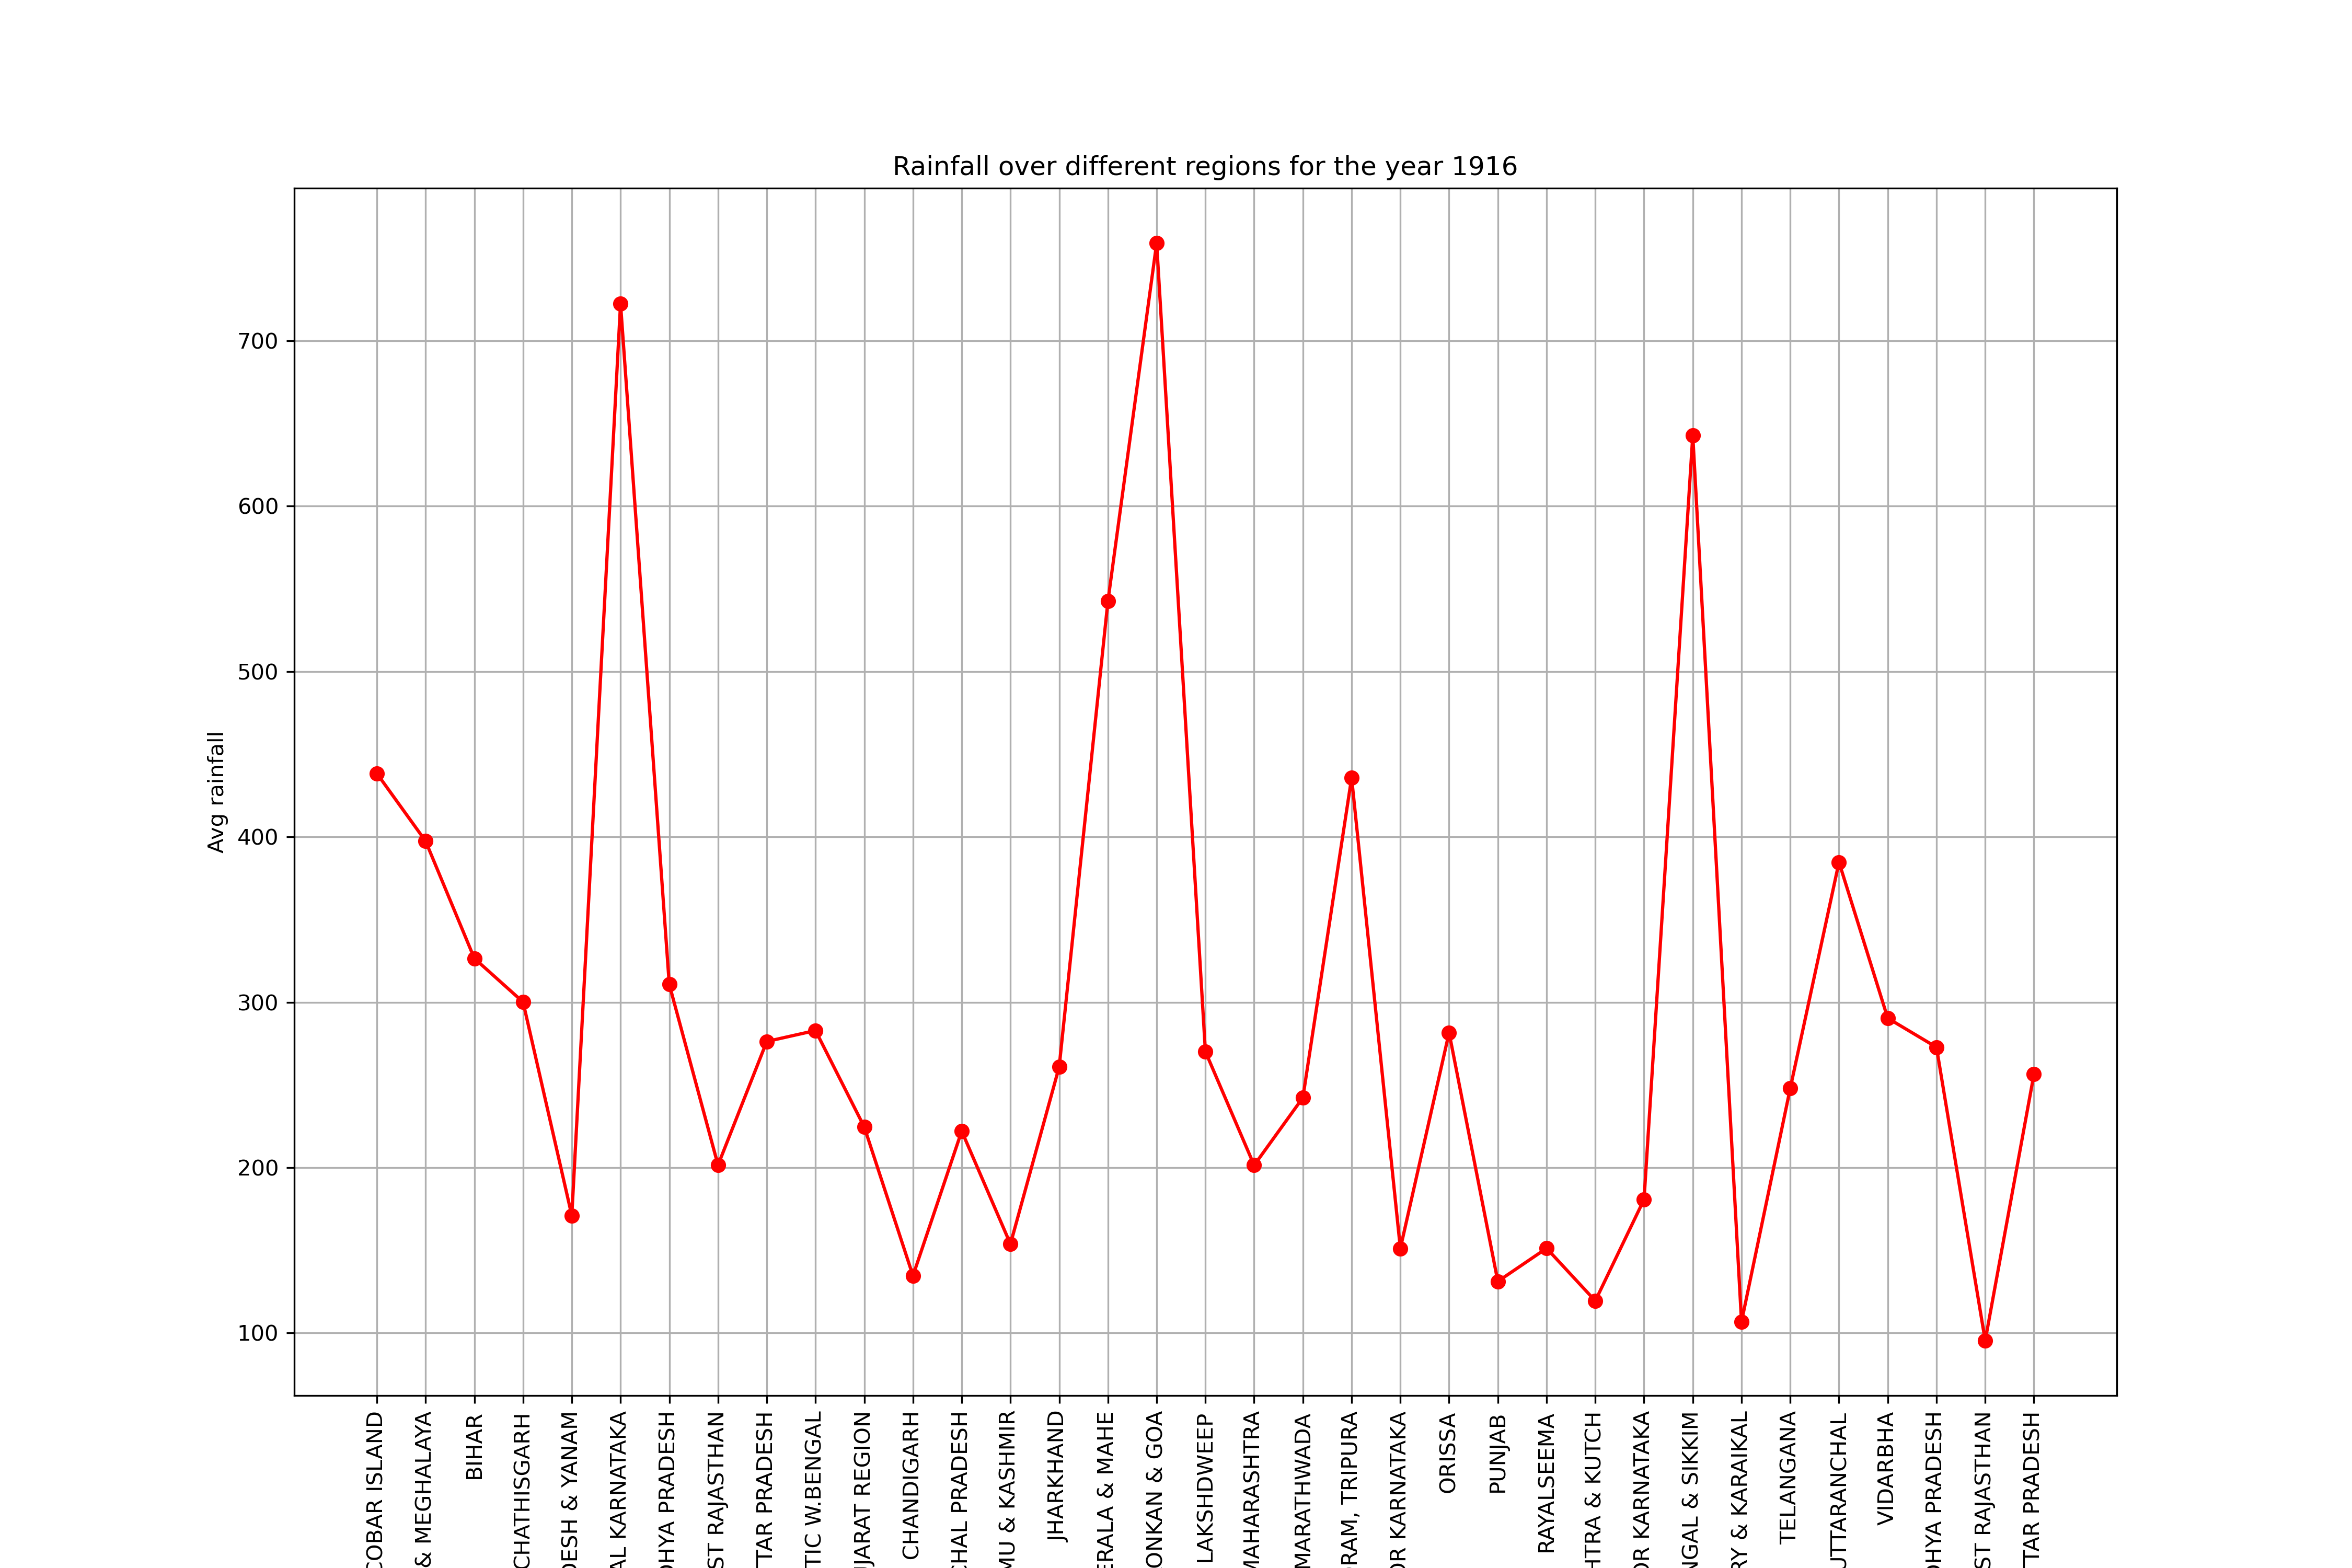 Rainfall over different regions for the year 1916
Avg rainfall
700
600
500
400
300
200
100
COBAR ISLAND
& MEGHALAYA
BIHAR
CHATHISGARH
DESH & YANAM
AL KARNATAKA
DHYA PRADESH
ST RAJASTHAN
TTAR PRADESH
TIC W.BENGAL
JARAT REGION
CHANDIGARH
CHAL PRADESH
MU & KASHMIR
JHARKHAND
ERALA & MAHE
ONKAN & GOA
LAKSHDWEEP
MAHARASHTRA
MARATHWADA
RAM, TRIPURA
OR KARNATAKA
ORISSA
PUNJAB
RAYALSEEMA
HTRA & KUTCH
OR KARNATAKA
NGAL & SIKKIM
RY & KARAIKAL
TELANGANA
UTTARANCHAL
VIDARBHA
DHYA PRADESH
ST RAJASTHAN
TTAR PRADESH